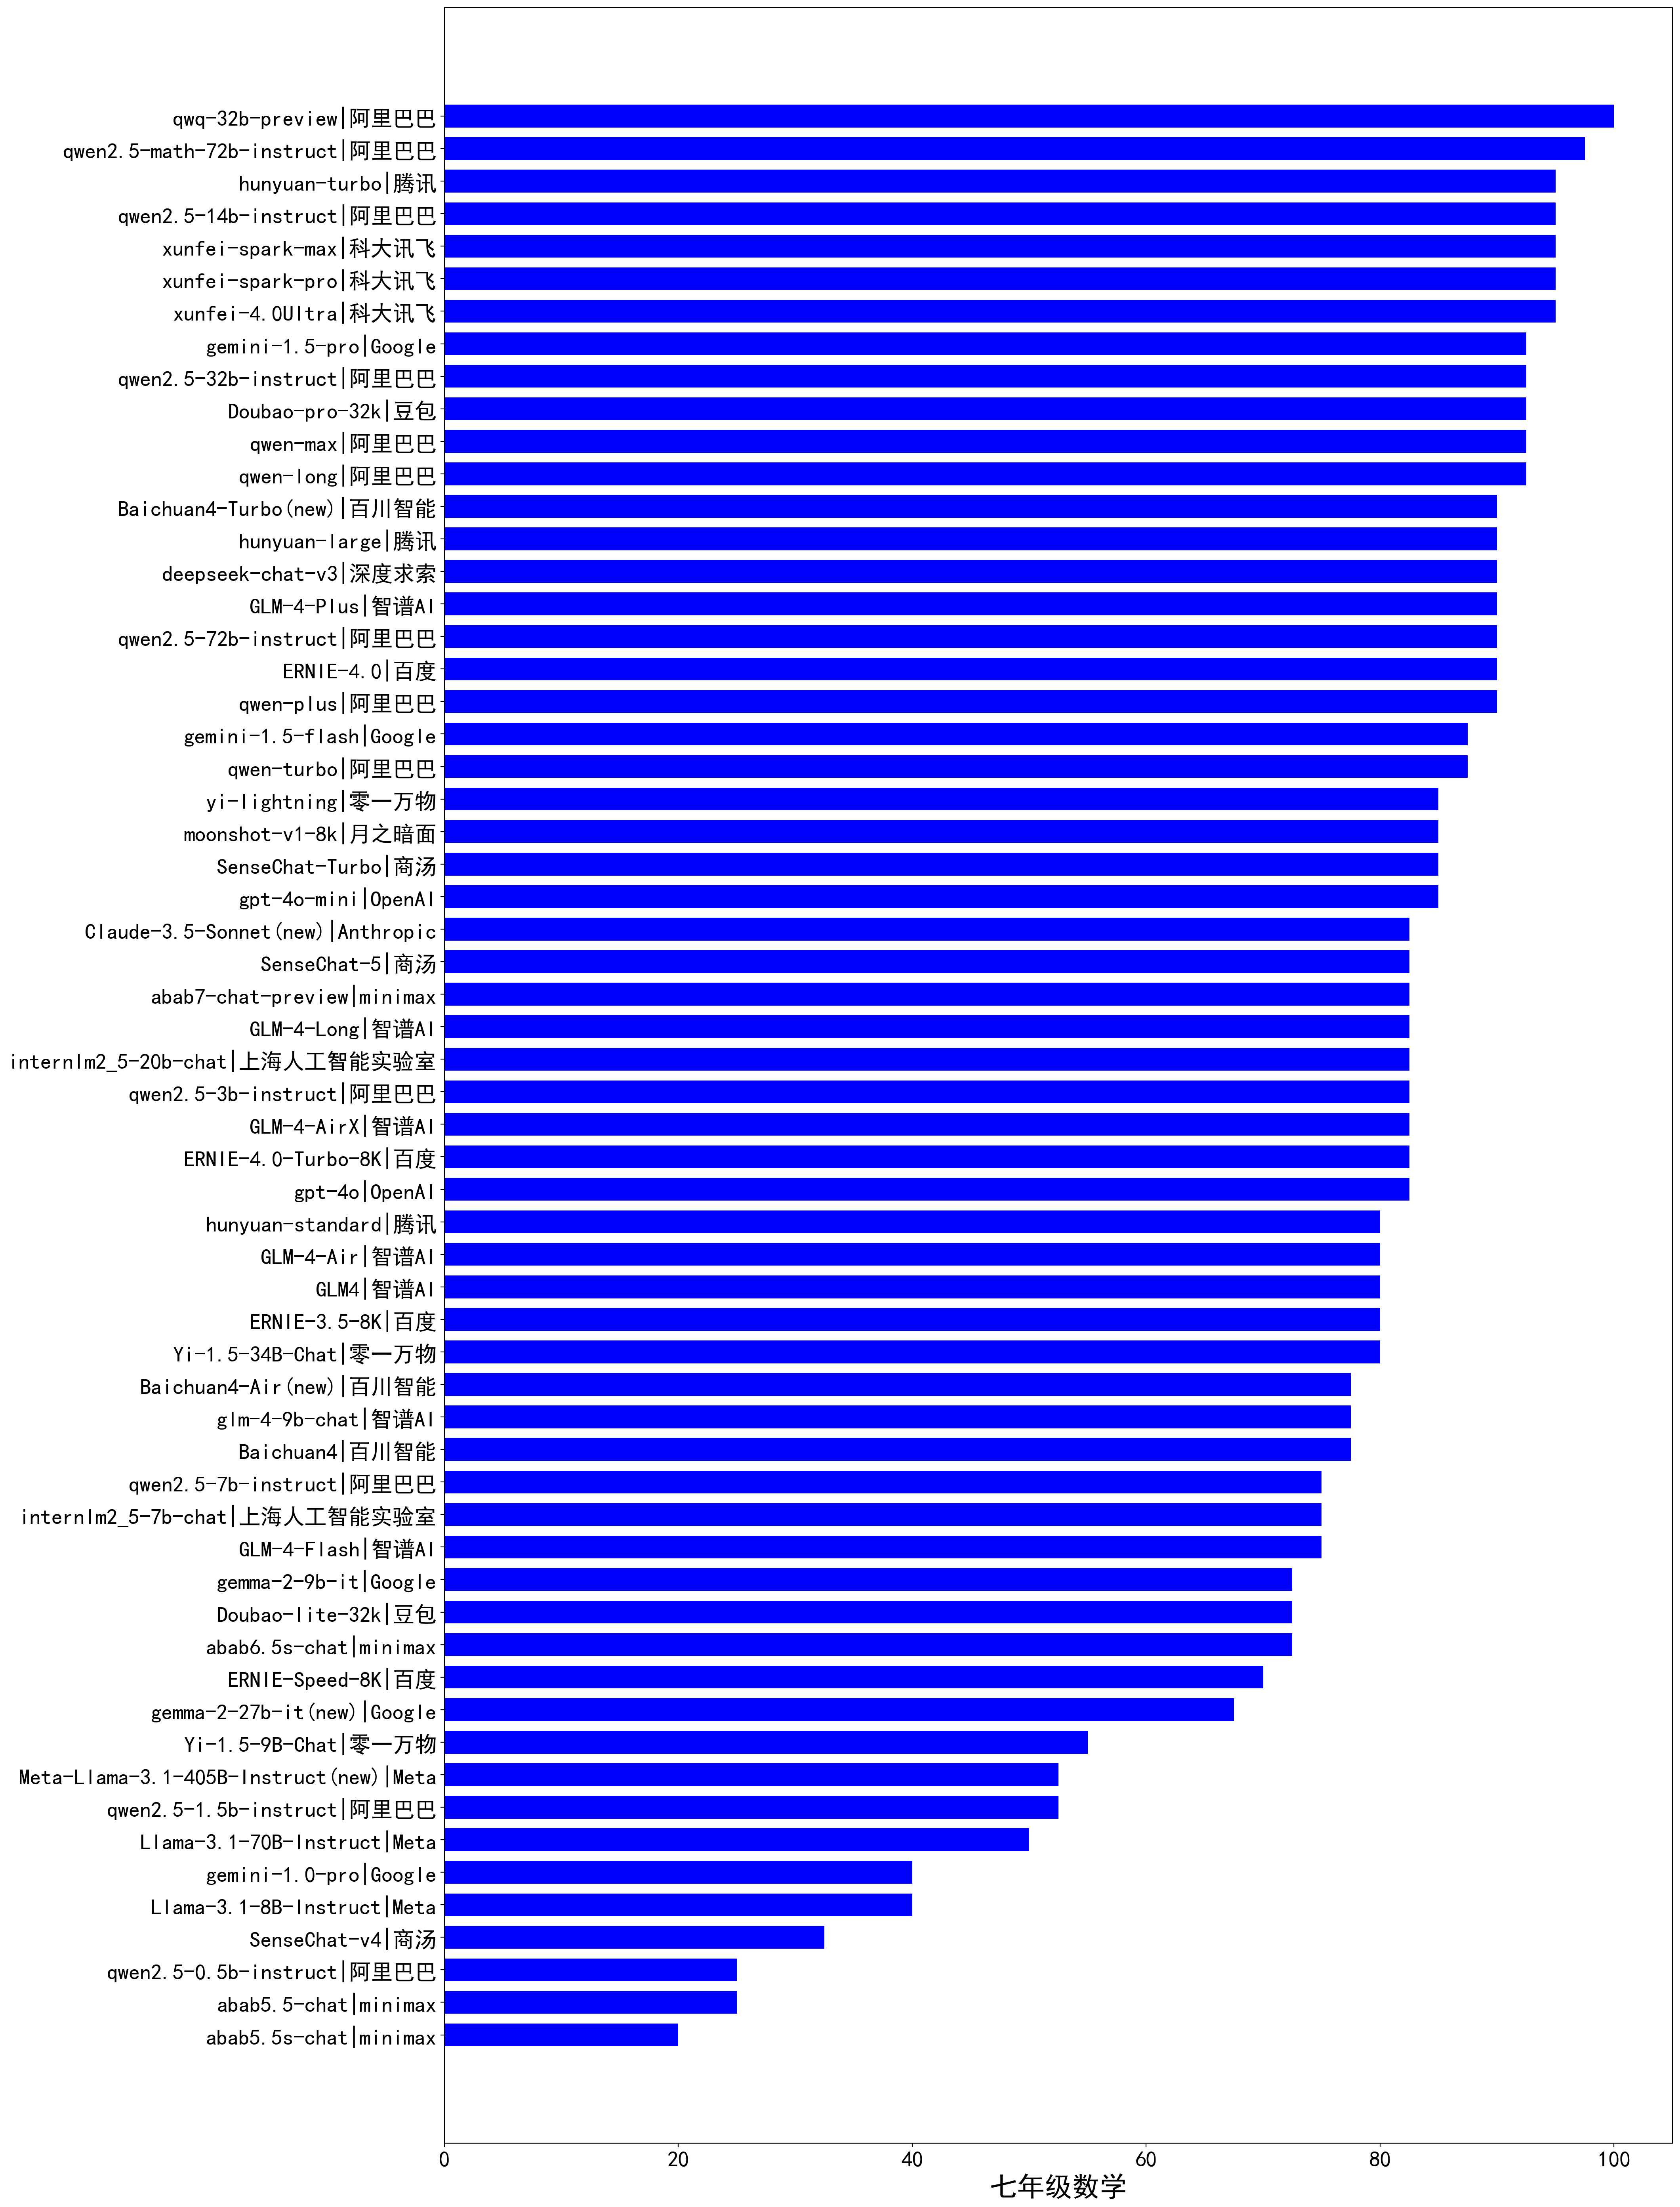 qwq-32b-preview|阿里巴巴
qwen2.5-math-72b-instruct|阿里巴巴
hunyuan-turbo|腾讯
qwen2.5-14b-instruct|阿里巴巴
xunfei-spark-max|科大讯飞
xunfei-spark-pro|科大讯飞
xunfei-4.0Ultra|科大讯飞
gemini-1.5-pro|Google
qwen2.5-32b-instruct|阿里巴巴
Doubao-pro-32k|豆包
qwen-max|阿里巴巴
qwen-long|阿里巴巴
Baichuan4-Turbo(new)|百川智能
hunyuan-large|腾讯
deepseek-chat-v3|深度求索
GLM-4-Plus|智谱AI
qwen2.5-72b-instruct|阿里巴巴
ERNIE-4.0|百度
qwen-plus|阿里巴巴
gemini-1.5-flash|Google
qwen-turbo|阿里巴巴
yi-lightning|零一万物
moonshot-v1-8k|月之暗面
SenseChat-Turbo|商汤
gpt-4o-mini|OpenAI
Claude-3.5-Sonnet(new)|Anthropic
SenseChat-5|商汤
abab7-chat-preview|minimax
GLM-4-Long|智谱AI
internlm2_5-20b-chat|上海人工智能实验室
qwen2.5-3b-instruct|阿里巴巴
GLM-4-AirX|智谱AI
ERNIE-4.0-Turbo-8K|百度
gpt-4o|OpenAI
hunyuan-standard|腾讯
GLM-4-Air|智谱AI
GLM4|智谱AI
ERNIE-3.5-8K|百度
Yi-1.5-34B-Chat|零一万物
Baichuan4-Air(new)|百川智能
glm-4-9b-chat|智谱AI
Baichuan4|百川智能
qwen2.5-7b-instruct|阿里巴巴
internlm2_5-7b-chat|上海人工智能实验室
GLM-4-Flash|智谱AI
gemma-2-9b-it|Google
Doubao-lite-32k|豆包
abab6.5s-chat|minimax
ERNIE-Speed-8K|百度
gemma-2-27b-it(new)|Google
Yi-1.5-9B-Chat|零一万物
Meta-Llama-3.1-405B-Instruct(new)|Meta
qwen2.5-1.5b-instruct|阿里巴巴
Llama-3.1-70B-Instruct|Meta
gemini-1.0-pro|Google
Llama-3.1-8B-Instruct|Meta
SenseChat-v4|商汤
qwen2.5-0.5b-instruct|阿里巴巴
abab5.5-chat|minimax
abab5.5s-chat|minimax
0 20 40 60 80 100
七年级数学